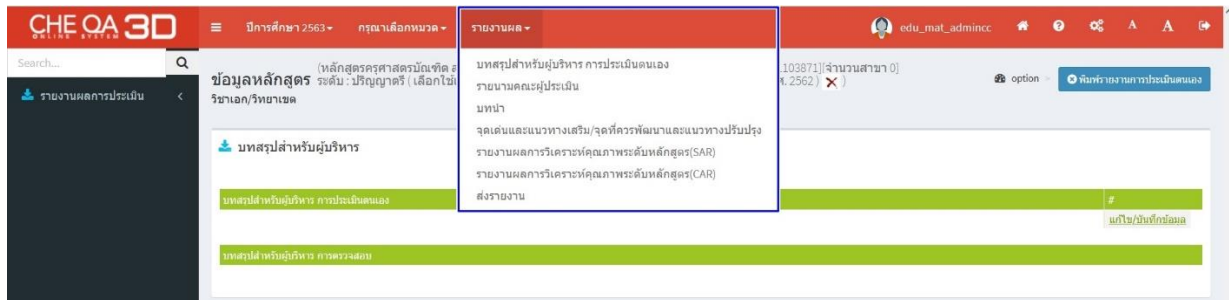 CHE QA 3D
ONLINE SYSTEM
ปีการศึกษา 2563
กรุณาเลือกหมวด
รายงานผล
edu_mat_admincc
A A
Search...
รายงานผลการประเมิน
ข้อมูลหลักสูตร (หลักสูตรครุศาสตรบัณฑิต
.103871][จำนวนสาขา 0]
ระดับ : ปริญญาตรี ( เลือกใช้
. 2562 )
วิชาเอก/วิทยาเขต
option
พิมพ์รายงานการประเมินตนเอง
บทสรุปสำหรับผู้บริหาร การประเมินตนเอง
รายนามคณะผู้ประเมิน
บทนำ
จุดเด่นและแนวทางเสริม/จุดที่ควรพัฒนาและแนวทางปรับปรุง
รายงานผลการวิเคราะห์คุณภาพระดับหลักสูตร(SAR)
รายงานผลการวิเคราะห์คุณภาพระดับหลักสูตร(CAR)
ส่งรายงาน
บทสรุปสำหรับผู้บริหาร
บทสรุปสำหรับผู้บริหาร การประเมินตนเอง
#
แก้ไข/บันทึกข้อมูล
บทสรุปสำหรับผู้บริหาร การตรวจสอบ